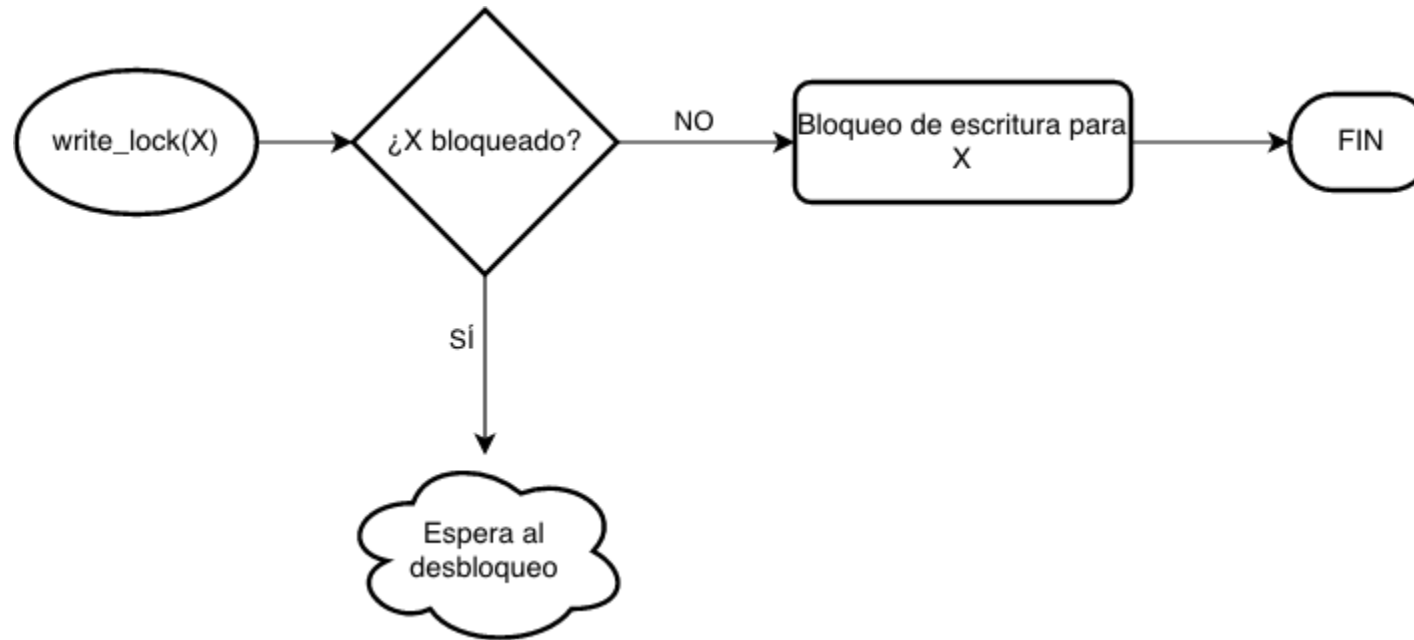 write_lock(X)
¿X bloqueado?
NO
Bloqueo de escritura para
X
FIN
SÍ
Espera al
desbloqueo